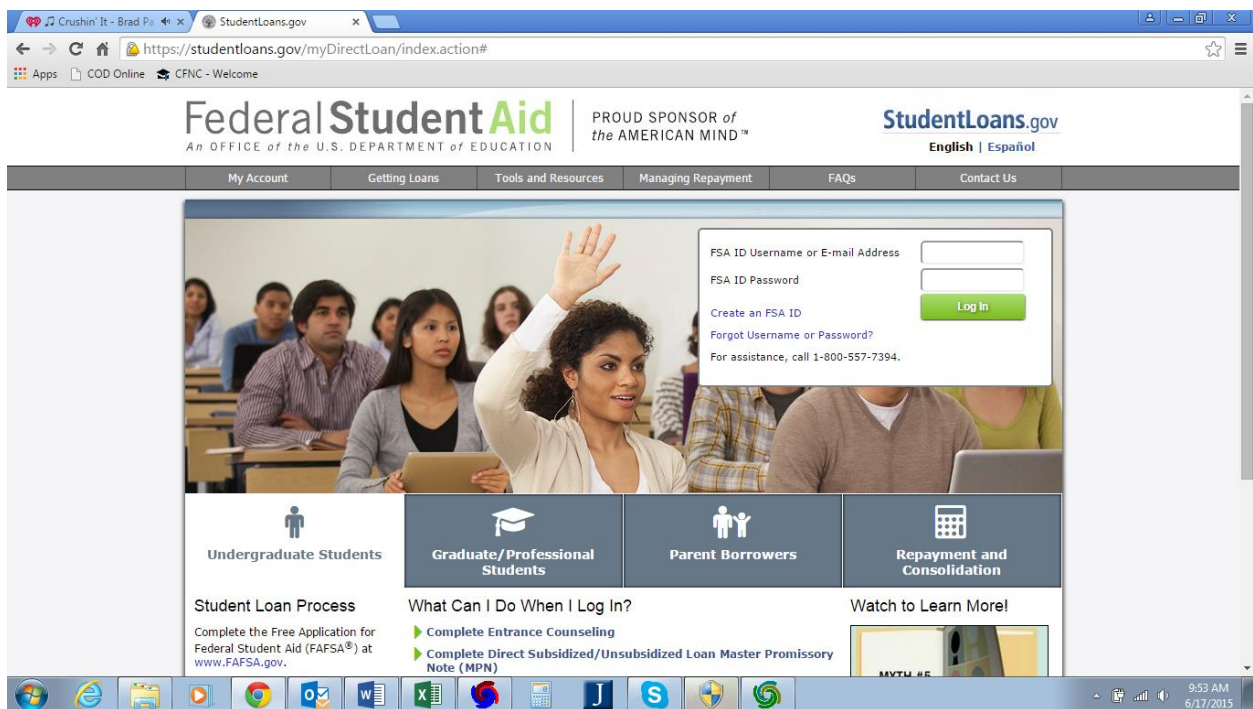 Crushin' It - Brad Pa
StudentLoans.gov
https://studentloans.gov/myDirectLoan/index.action#
Apps COD Online CFNC - Welcome
Federal Student Aid
An OFFICE of the U.S. DEPARTMENT of EDUCATION
PROUD SPONSOR of
the AMERICAN MIND™
StudentLoans.gov
English | Español
My Account Getting Loans Tools and Resources Managing Repayment FAQs Contact Us
FSA ID Username or E-mail Address
FSA ID Password
Log In
Create an FSA ID
Forgot Username or Password?
For assistance, call 1-800-557-7394.
Undergraduate Students
Graduate/Professional
Students
Parent Borrowers
Repayment and
Consolidation
Student Loan Process
Complete the Free Application for
Federal Student Aid (FAFSA®) at
www.FAFSA.gov.
What Can I Do When I Log In?
Complete Entrance Counseling
Complete Direct Subsidized/Unsubsidized Loan Master Promissory
Note (MPN)
Watch to Learn More!
MYTH #5
9:53 AM
6/17/2015